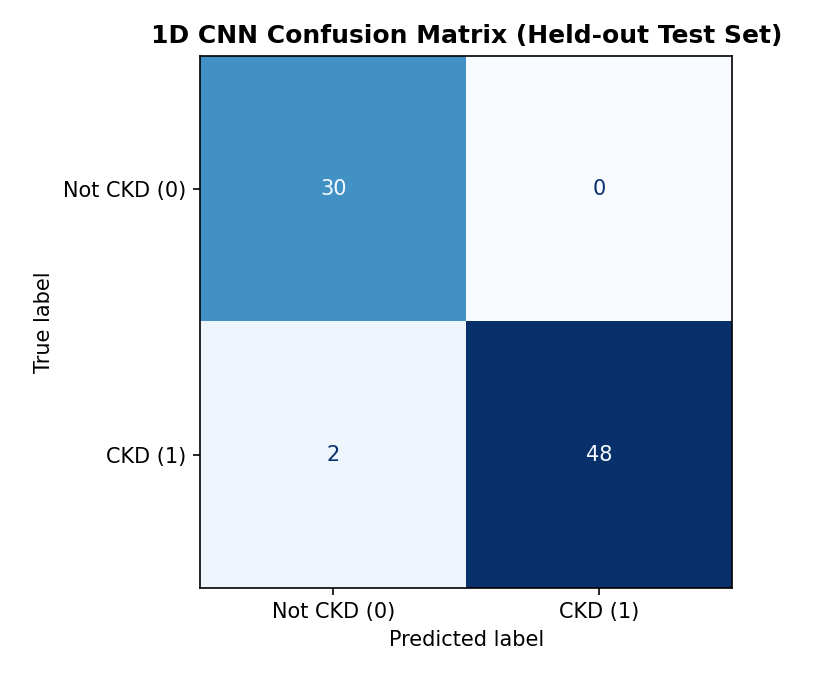 1D CNN Confusion Matrix (Held-out Test Set)
Not CKD (0)
30
0
True label
CKD (1)
2
48
Not CKD (0)
CKD (1)
Predicted label